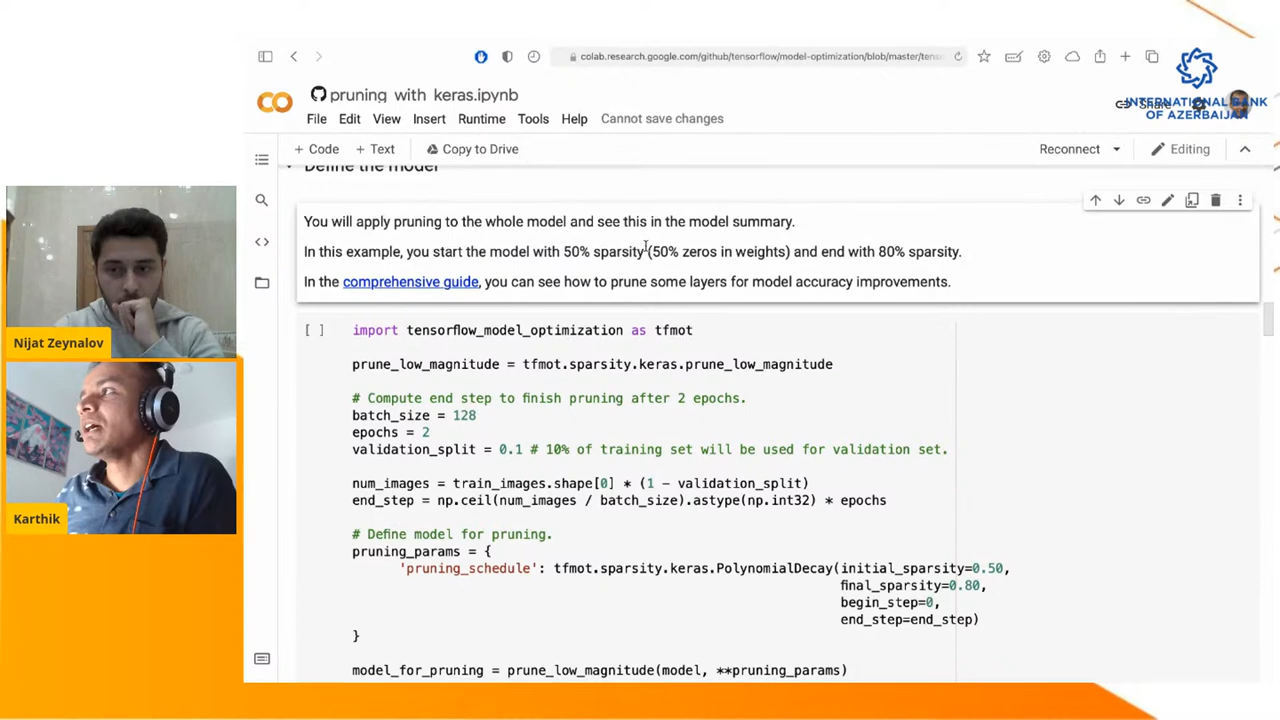 colab.research.google.com/github/tensorflow/model-optimization/blob/master/tens
pruning with keras.ipynb
INTERNATIONAL BANK
OF AZERBAIJAN
File Edit View Insert Runtime Tools Help Cannot save changes
Share
+ Code + Text Copy to Drive
Reconnect Editing
Define the model
You will apply pruning to the whole model and see this in the model summary.
In this example, you start the model with 50% sparsity (50% zeros in weights) and end with 80% sparsity.
In the comprehensive guide, you can see how to prune some layers for model accuracy improvements.
[ ] import tensorflow_model_optimization as tfmot
prune_low_magnitude = tfmot.sparsity.keras.prune_low_magnitude
# Compute end step to finish pruning after 2 epochs.
batch_size = 128
epochs = 2
validation_split = 0.1 # 10% of training set will be used for validation set.
num_images = train_images.shape[0] * (1 - validation_split)
end_step = np.ceil(num_images / batch_size).astype(np.int32) * epochs
# Define model for pruning.
pruning_params = {
'pruning_schedule': tfmot.sparsity.keras.PolynomialDecay(initial_sparsity=0.50,
final_sparsity=0.80,
begin_step=0,
end_step=end_step)
}
model_for_pruning = prune_low_magnitude(model, **pruning_params)
Nijat Zeynalov
Karthik